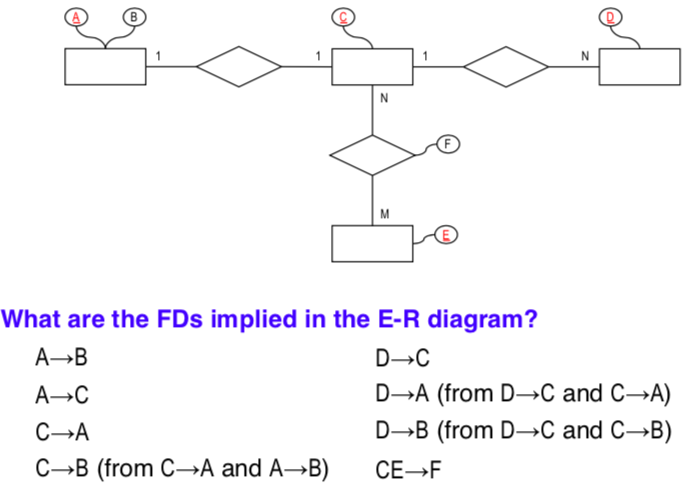 A B C D
1 1 1 N
N
F
M
E
What are the FDs implied in the E-R diagram?
A→B
A→C
C→A
C→B (from C→A and A→B)
D→C
D→A (from D→C and C→A)
D→B (from D→C and C→B)
CE→F